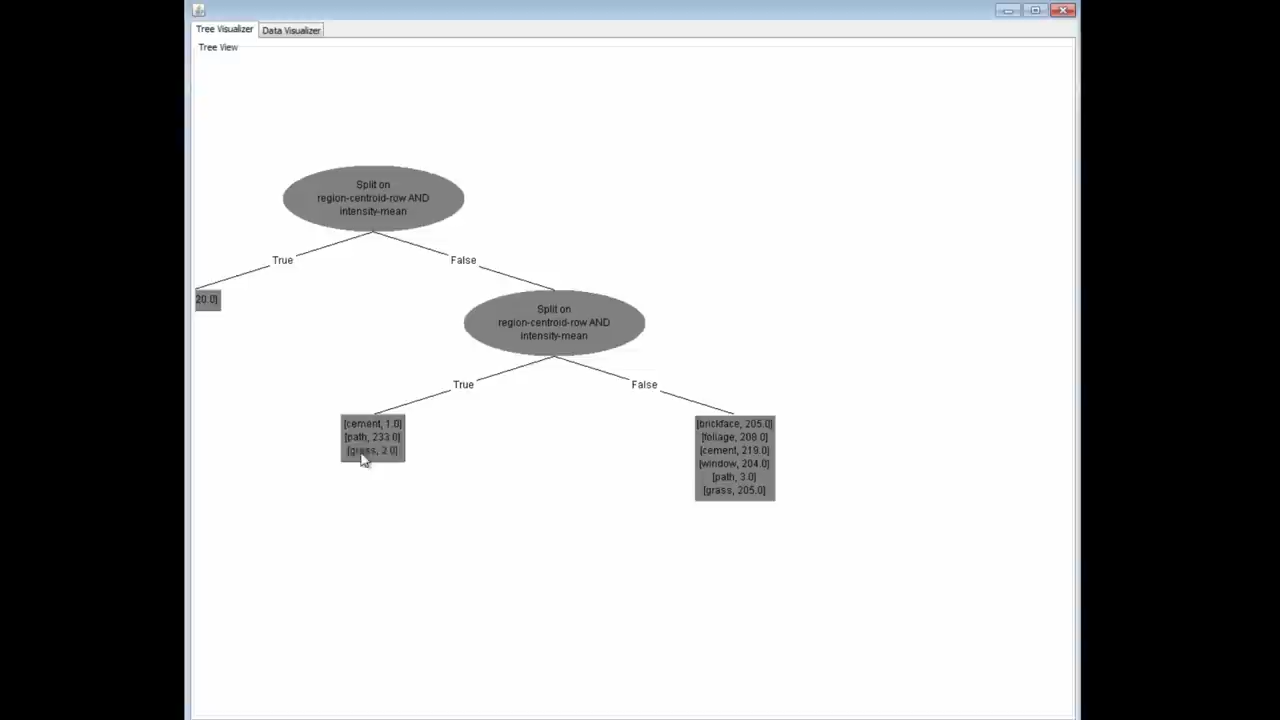 Tree Visualizer
Data Visualizer
Tree View
Split on
region-centroid-row AND
intensity-mean
True
False
20.0]
Split on
region-centroid-row AND
intensity-mean
True
False
[cement, 1.0]
[path, 233.0]
[grass, 2.0]
[brickface, 205.0]
[foliage, 208.0]
[cement, 219.0]
[window, 204.0]
[path, 3.0]
[grass, 205.0]